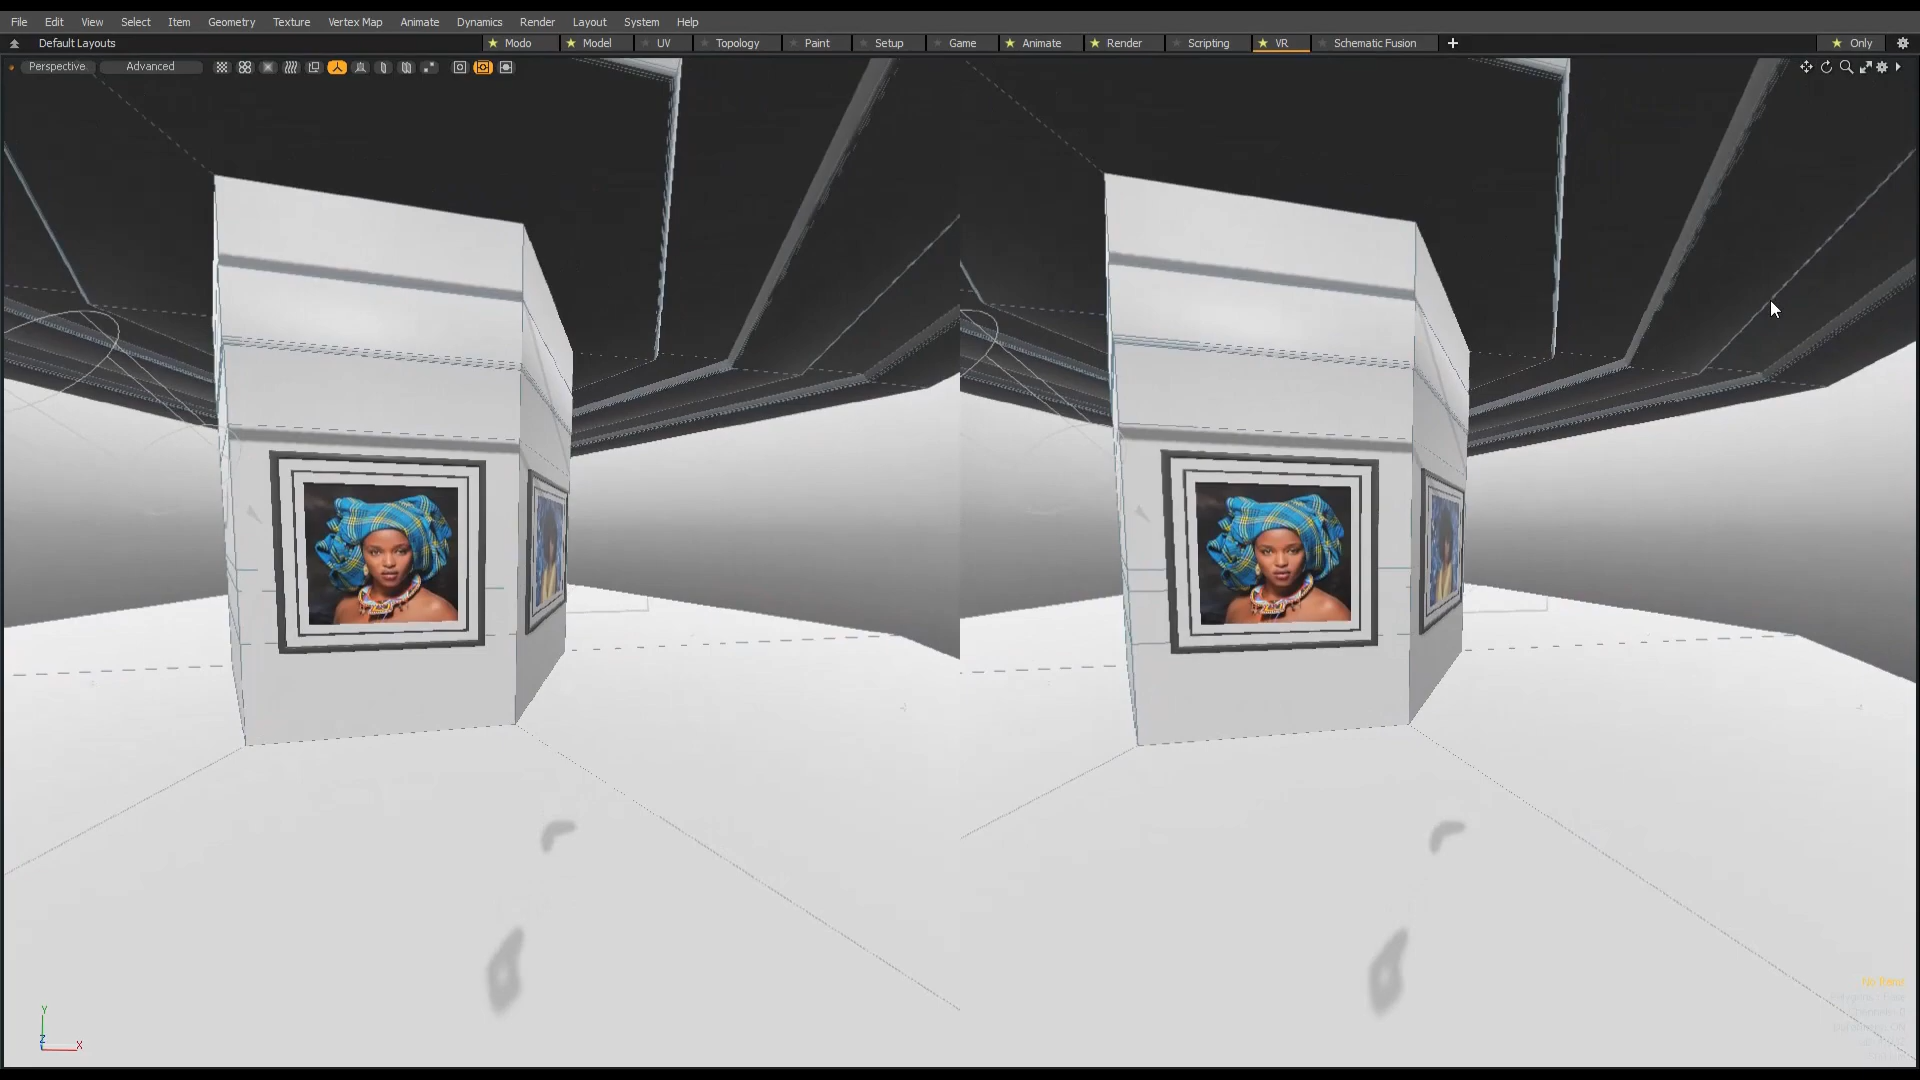 File Edit View Select Item Geometry Texture Vertex Map Animate Dynamics Render Layout System Help
Default Layouts Modo Model UV Topology Paint Setup Game Animate Render Scripting VR Schematic Fusion + Only
Perspective Advanced
Y
Z
X